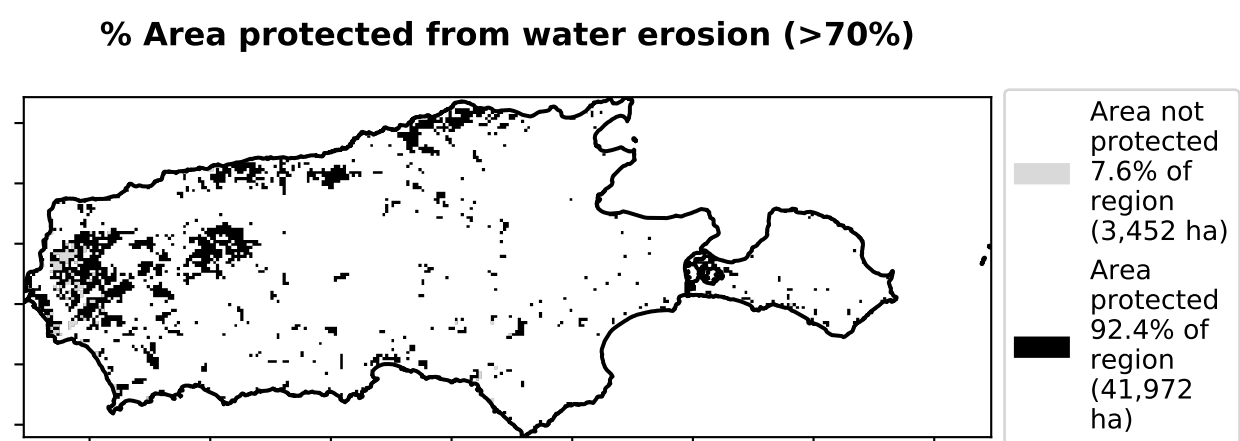 % Area protected from water erosion (>70%)
Area not
protected
7.6% of
region
(3,452 ha)
Area
protected
92.4% of
region
(41,972
ha)